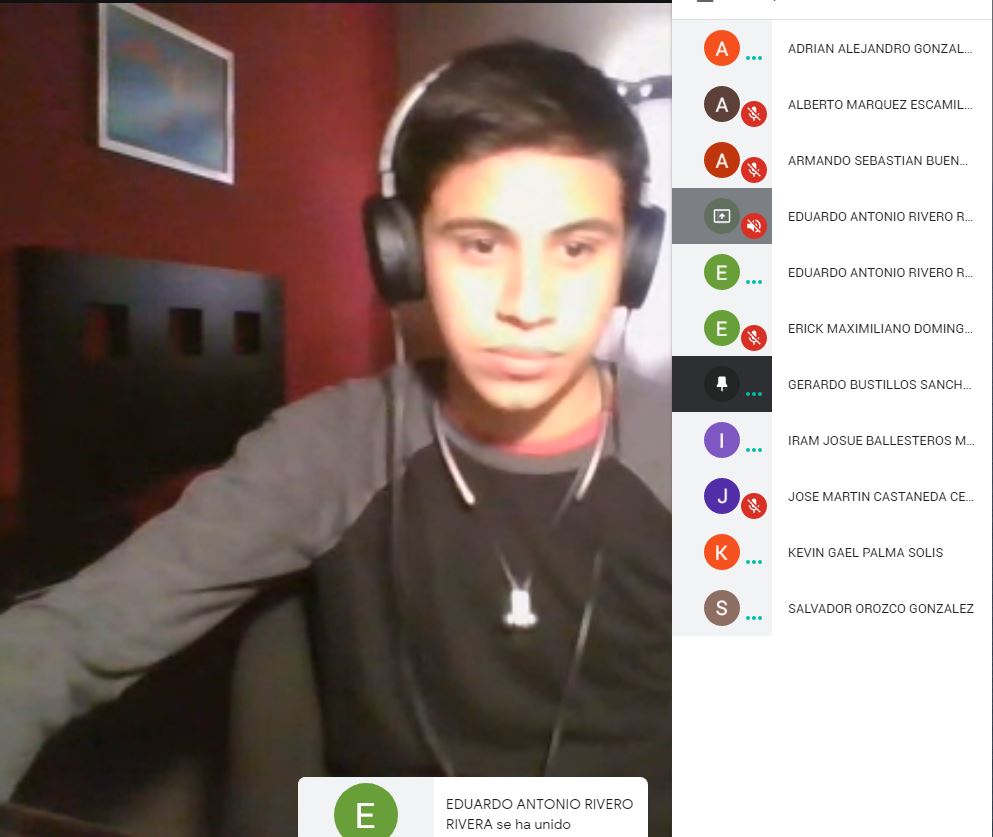 A ADRIAN ALEJANDRO GONZAL...
A ALBERTO MARQUEZ ESCAMIL...
A ARMANDO SEBASTIAN BUEN...
EDUARDO ANTONIO RIVERO R...
E EDUARDO ANTONIO RIVERO R...
E ERICK MAXIMILIANO DOMING...
GERARDO BUSTILLOS SANCH...
I IRAM JOSUE BALLESTEROS M...
J JOSE MARTIN CASTANEDA CE...
K KEVIN GAEL PALMA SOLIS
S SALVADOR OROZCO GONZALEZ
E EDUARDO ANTONIO RIVERO
RIVERA se ha unido